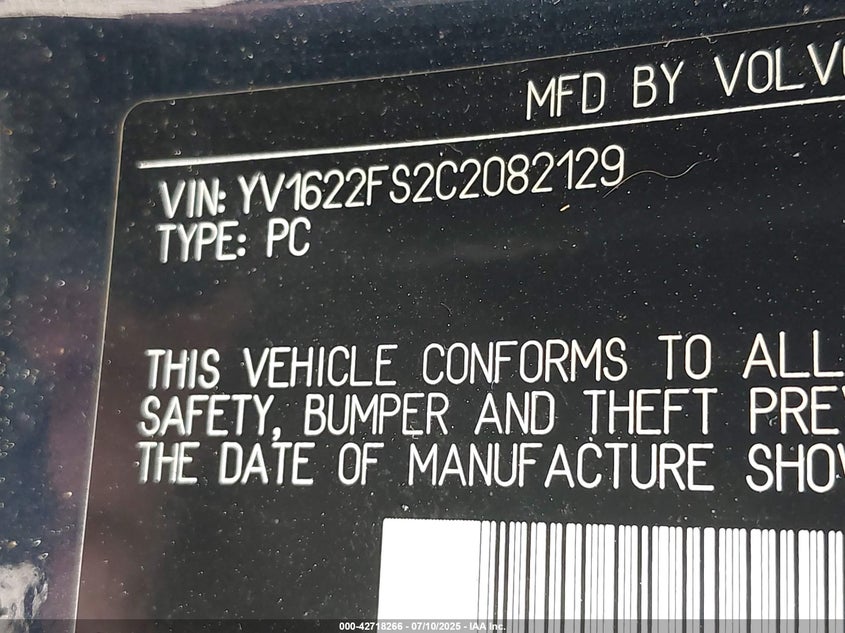 MFD BY VOLVO
VIN: YV1622FS2C2082129
TYPE: PC
THIS VEHICLE CONFORMS TO ALL
SAFETY, BUMPER AND THEFT PRE
THE DATE OF MANUFACTURE SHO
000-42718266 - 07/10/2025 - IAA Inc.